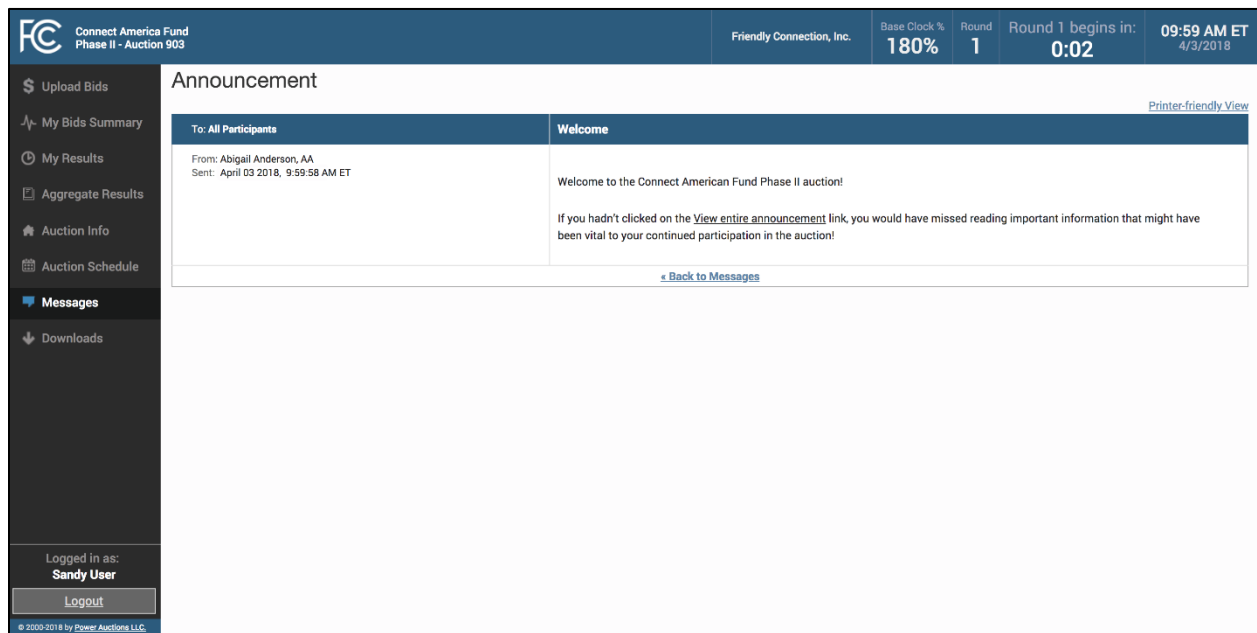 FCC
Connect America Fund
Phase II - Auction 903
Friendly Connection, Inc.
Base Clock %
180%
Round
1
Round 1 begins in:
0:02
09:59 AM ET
4/3/2018
Upload Bids
My Bids Summary
My Results
Aggregate Results
Auction Info
Auction Schedule
Messages
Downloads
Logged in as:
Sandy User
Logout
© 2000-2018 by Power Auctions LLC.
Announcement
Printer-friendly View
To: All Participants
Welcome
From: Abigail Anderson, AA
Sent: April 03 2018, 9:59:58 AM ET
Welcome to the Connect American Fund Phase II auction!
If you hadn't clicked on the View entire announcement link, you would have missed reading important information that might have
been vital to your continued participation in the auction!
« Back to Messages